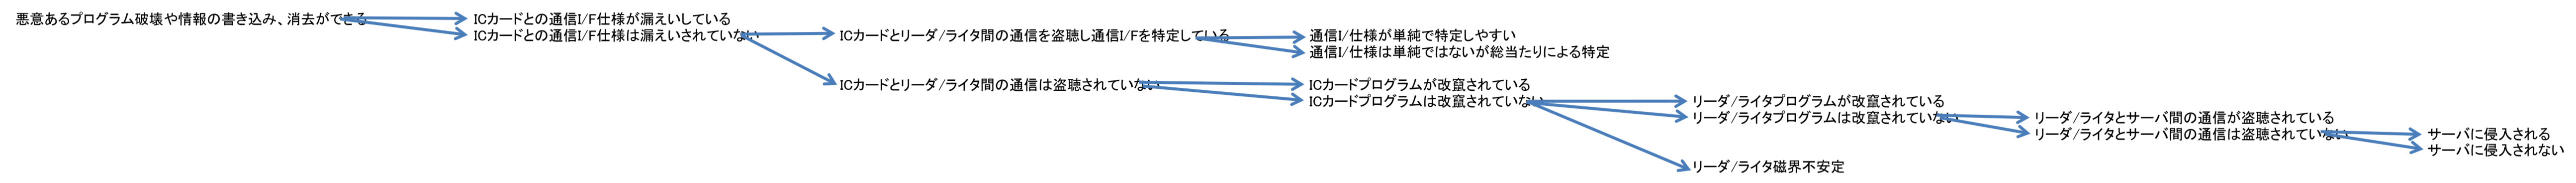 悪意あるプログラム破壊や情報の書き込み、消去ができる
ICカードとの通信I/F仕様が漏えいしている
ICカードとの通信I/F仕様は漏えいされていない
ICカードとリーダ/ライタ間の通信を盗聴し通信I/Fを特定している
通信I/仕様が単純で特定しやすい
通信I/仕様は単純ではないが総当たりによる特定
ICカードとリーダ/ライタ間の通信は盗聴されていない
ICカードプログラムが改竄されている
ICカードプログラムは改竄されていない
リーダ/ライタプログラムが改竄されている
リーダ/ライタプログラムは改竄されていない
リーダ/ライタとサーバ間の通信が盗聴されている
リーダ/ライタとサーバ間の通信は盗聴されていない
サーバに侵入される
サーバに侵入されない
リーダ/ライタ磁界不安定